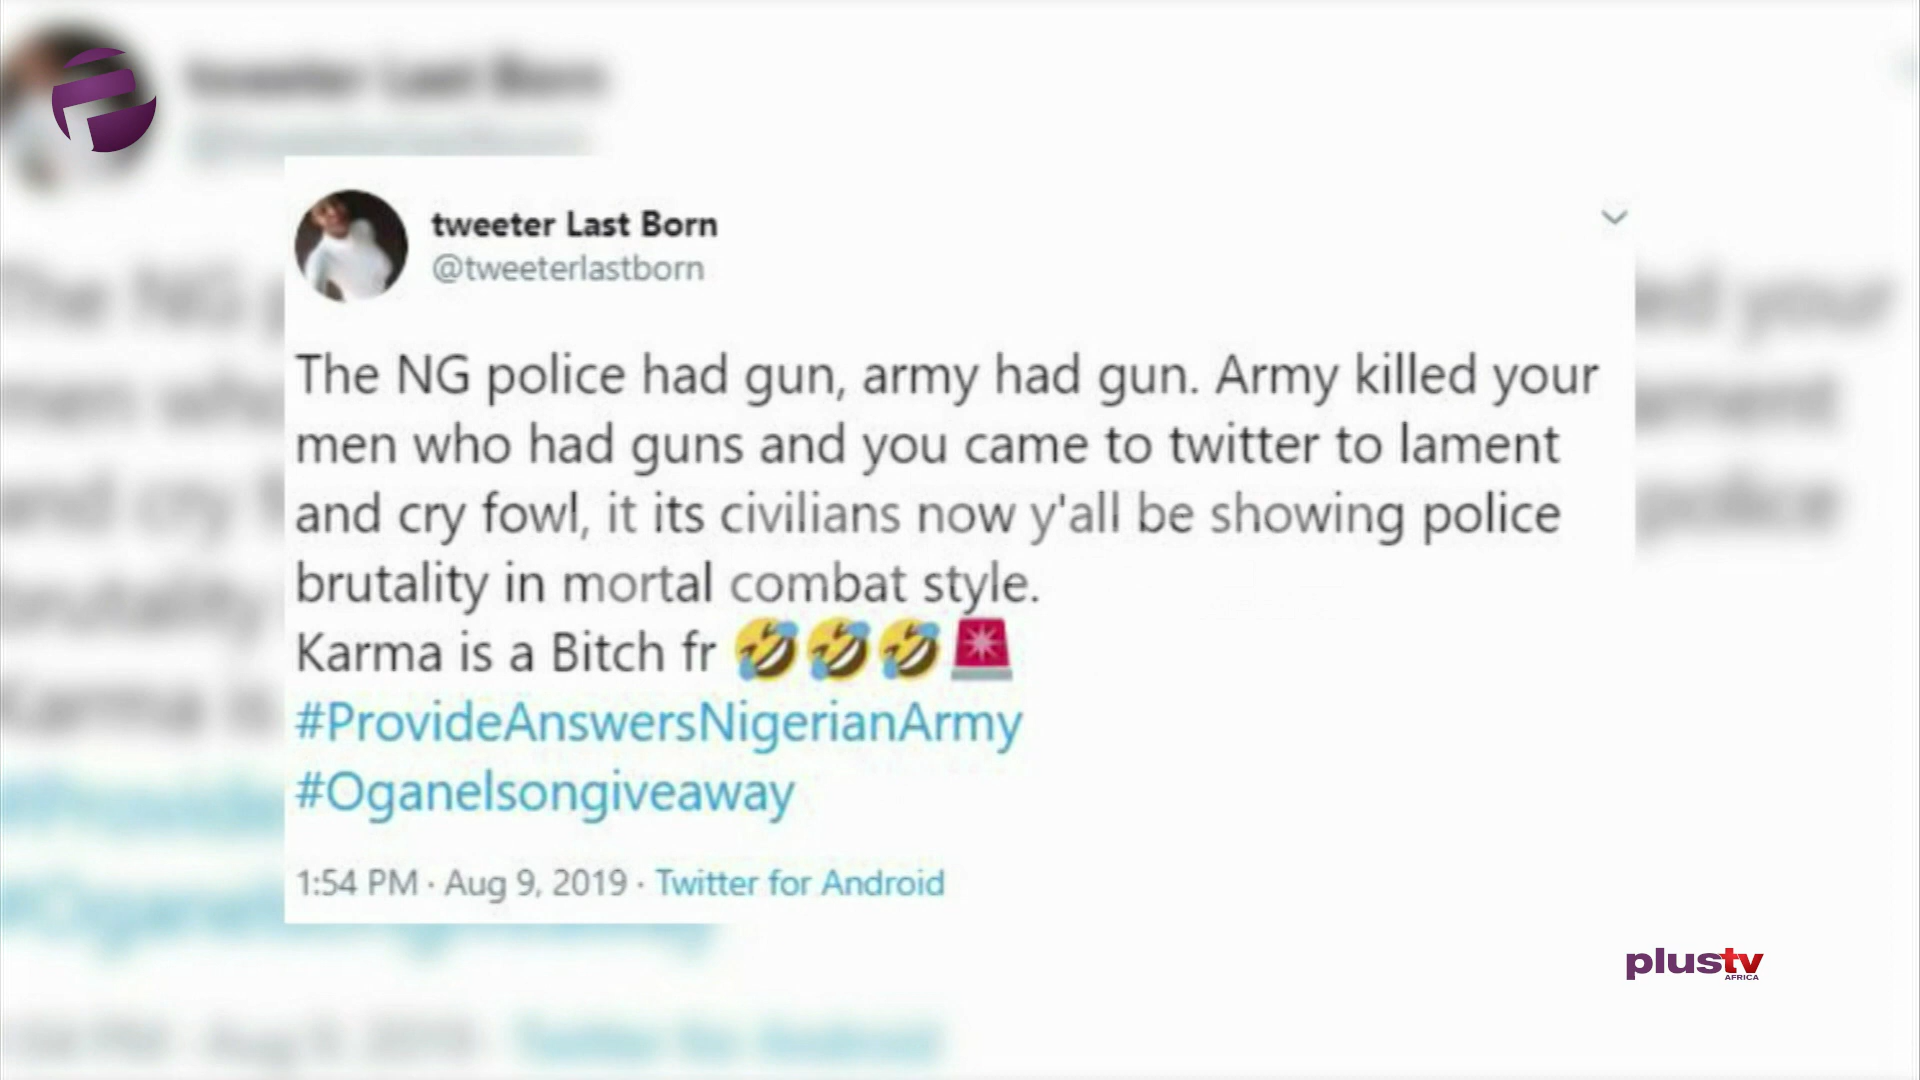 tweeter Last Born
@tweeterlastborn
The NG police had gun, army had gun. Army killed your
men who had guns and you came to twitter to lament
and cry fowl, it its civilians now y'all be showing police
brutality in mortal combat style.
Karma is a Bitch fr 🤣🤣🤣🚨
#ProvideAnswersNigerianArmy
#Oganelsongiveaway
1:54 PM · Aug 9, 2019 · Twitter for Android
plustv
AFRICA